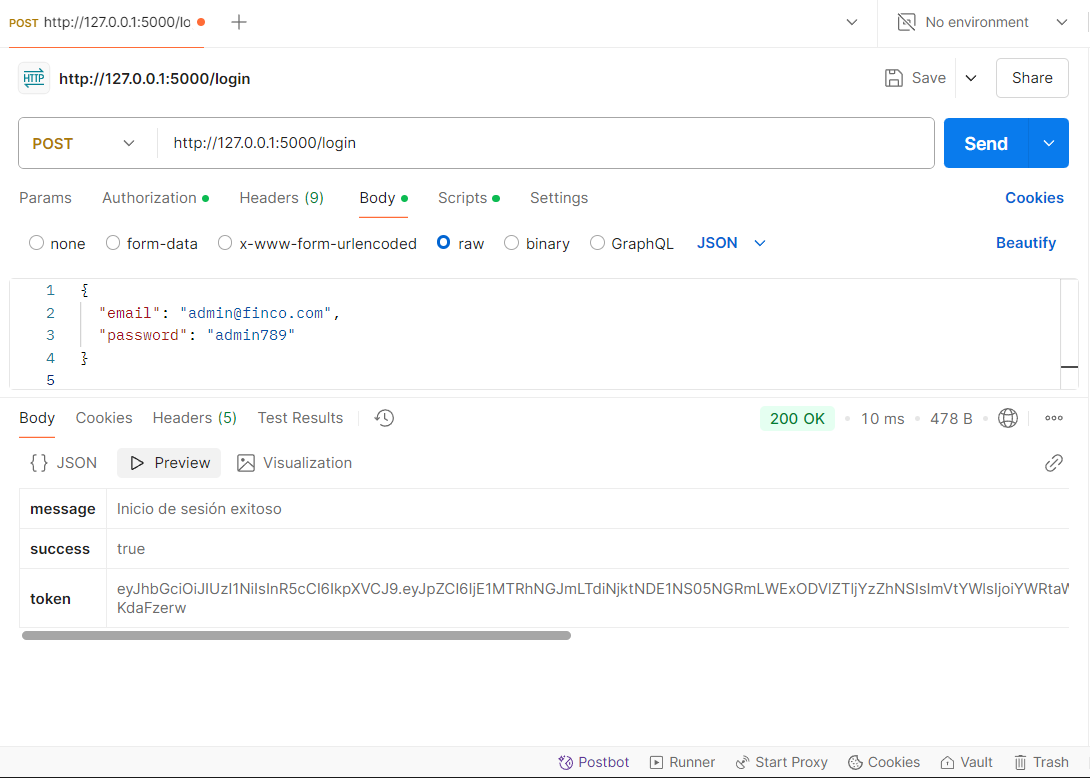 POST http://127.0.0.1:5000/lo
No environment
HTTP http://127.0.0.1:5000/login
Save
Share
POST http://127.0.0.1:5000/login
Send
Params Authorization Headers (9) Body Scripts Settings Cookies
none form-data x-www-form-urlencoded raw binary GraphQL JSON Beautify
1 {
2 "email": "admin@finco.com",
3 "password": "admin789"
4 }
5
Body Cookies Headers (5) Test Results 200 OK 10 ms 478 B
{} JSON Preview Visualization
message Inicio de sesión exitoso
success true
token eyJhbGciOiJIUzI1NiIsInR5cCI6IkpXVCJ9.eyJpZCI6IjE1MTRhNGJmLTdiNjktNDE1NS05NGRmLWExODVlZTljYzZhNSIsImVtYWlsIjoiYWRtaW
KdaFzerw
Postbot Runner Start Proxy Cookies Vault Trash